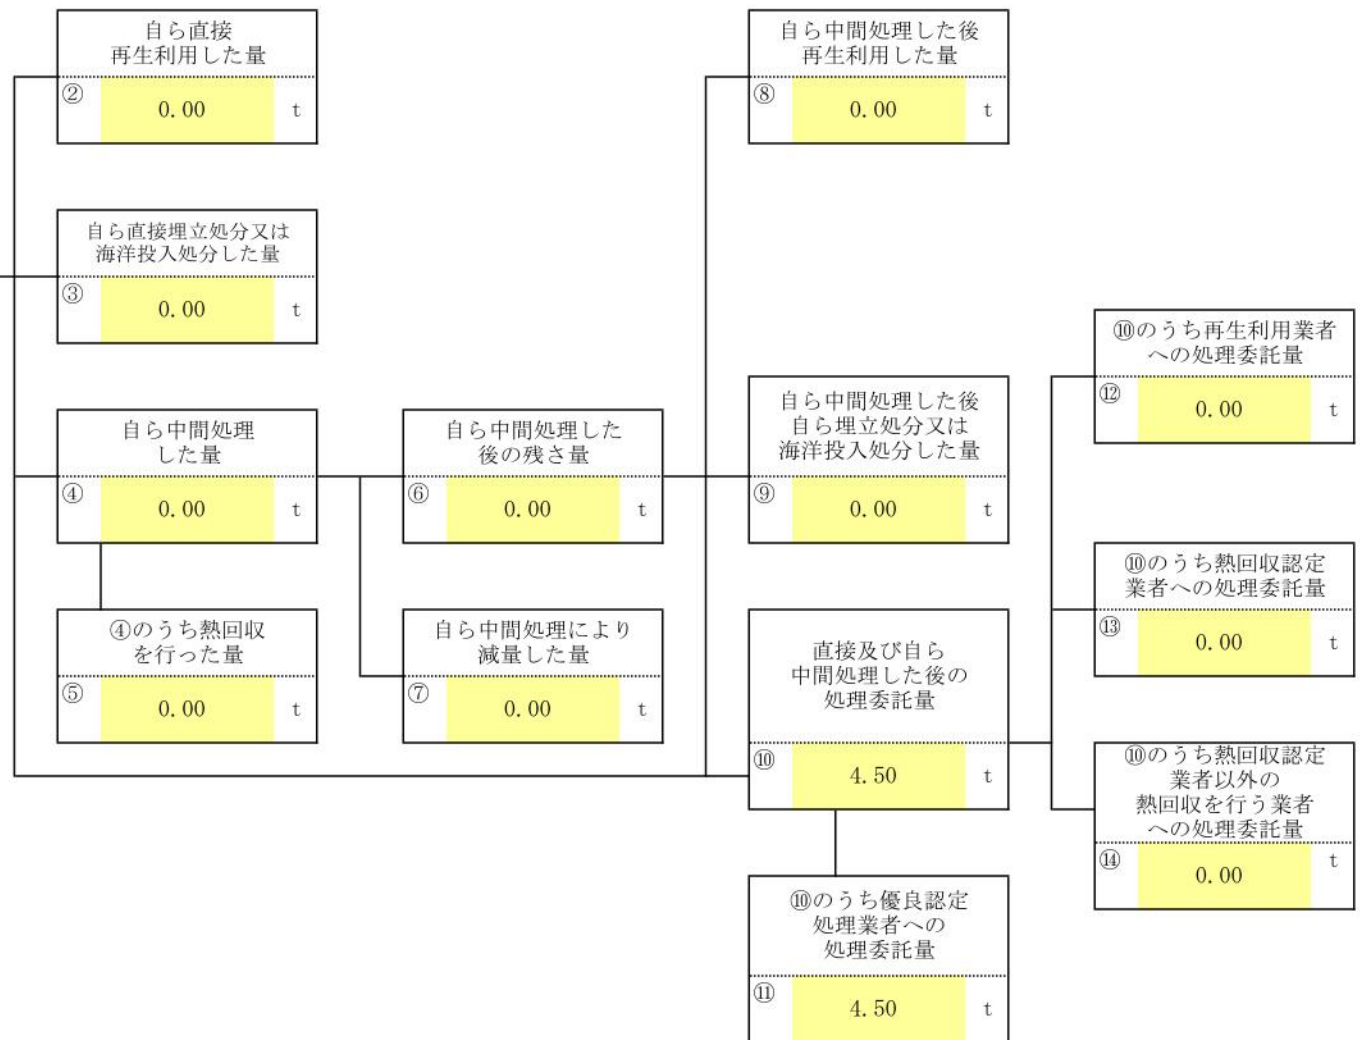 自ら直接
再生利用した量
②
0.00
t
自ら中間処理した後
再生利用した量
⑧
0.00
t
自ら直接埋立処分又は
海洋投入処分した量
③
0.00
t
⑩のうち再生利用業者
への処理委託量
⑫
0.00
t
自ら中間処理
した量
④
0.00
t
自ら中間処理した
後の残さ量
⑥
0.00
t
自ら中間処理した後
自ら埋立処分又は
海洋投入処分した量
⑨
0.00
t
⑩のうち熱回収認定
業者への処理委託量
⑬
0.00
t
④のうち熱回収
を行った量
⑤
0.00
t
自ら中間処理により
減量した量
⑦
0.00
t
直接及び自ら
中間処理した後の
処理委託量
⑩
4.50
t
⑩のうち熱回収認定
業者以外の
熱回収を行う業者
への処理委託量
⑭
0.00
t
⑩のうち優良認定
処理業者への
処理委託量
⑪
4.50
t